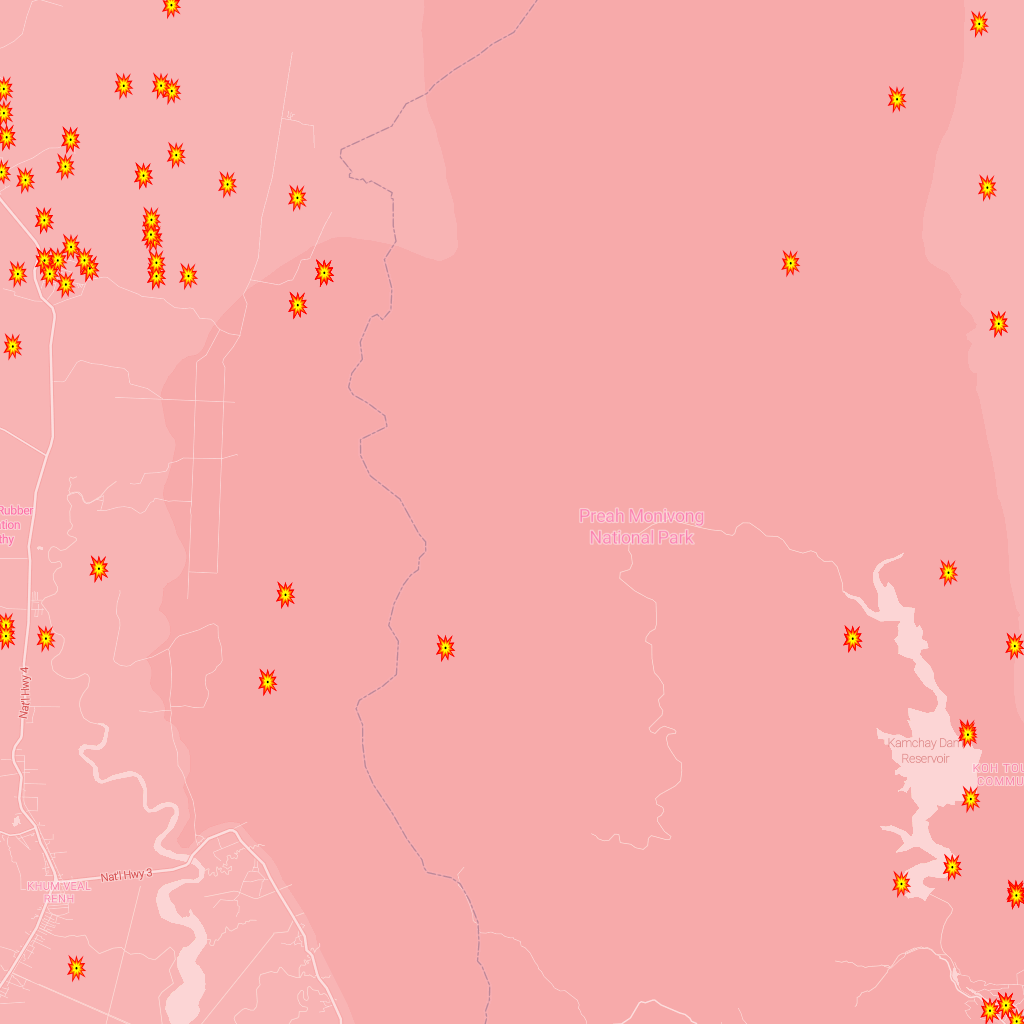 Preah Monivong
National Park
Rubber
tion
thy
Nat'l Hwy 4
Kamchay Dam
Reservoir
KOH TOL
COMMU
Nat'l Hwy 3
KHUM VEAL
RENH